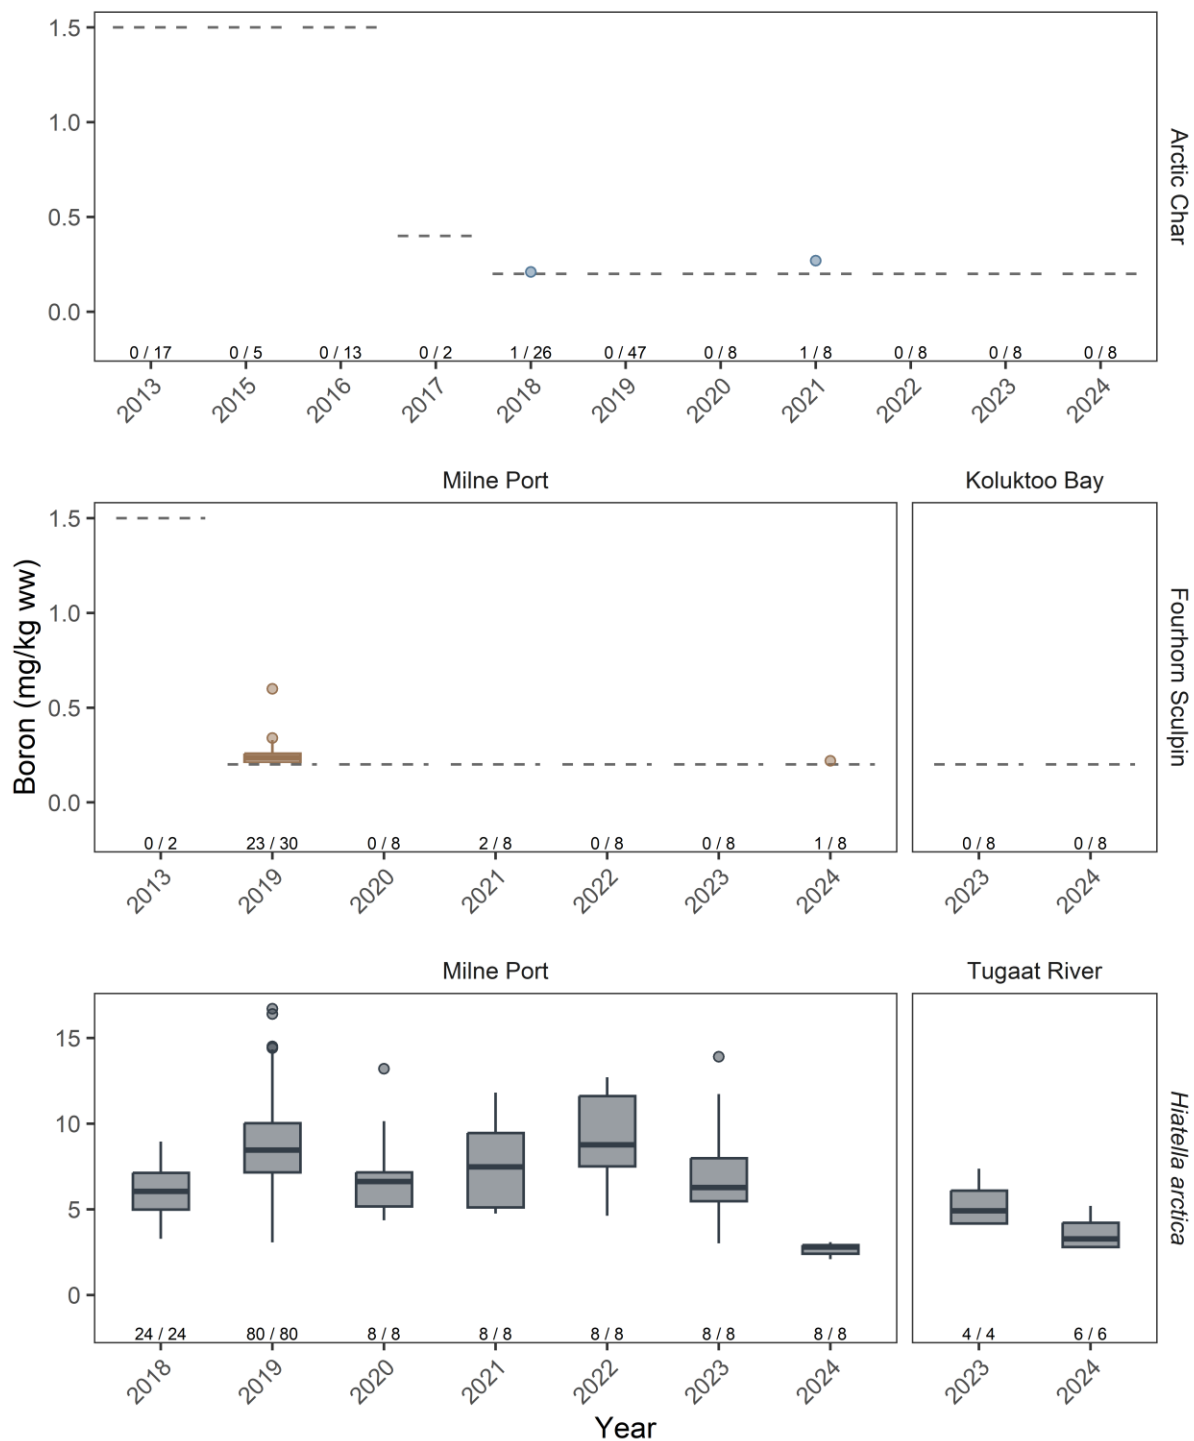 1.5
1.0
0.5
0.0
Arctic Char
0 / 17 0 / 5 0 / 13 0 / 2 1 / 26 0 / 47 0 / 8 1 / 8 0 / 8 0 / 8 0 / 8
2013 2015 2016 2017 2018 2019 2020 2021 2022 2023 2024
Milne Port Koluktoo Bay
Boron (mg/kg ww)
1.5
1.0
0.5
0.0
Fourhorn Sculpin
0 / 2 23 / 30 0 / 8 2 / 8 0 / 8 0 / 8 1 / 8 0 / 8 0 / 8
2013 2019 2020 2021 2022 2023 2024 2023 2024
Milne Port Tugaat River
15
10
5
0
Hiatella arctica
24 / 24 80 / 80 8 / 8 8 / 8 8 / 8 8 / 8 8 / 8 4 / 4 6 / 6
2018 2019 2020 2021 2022 2023 2024 2023 2024
Year